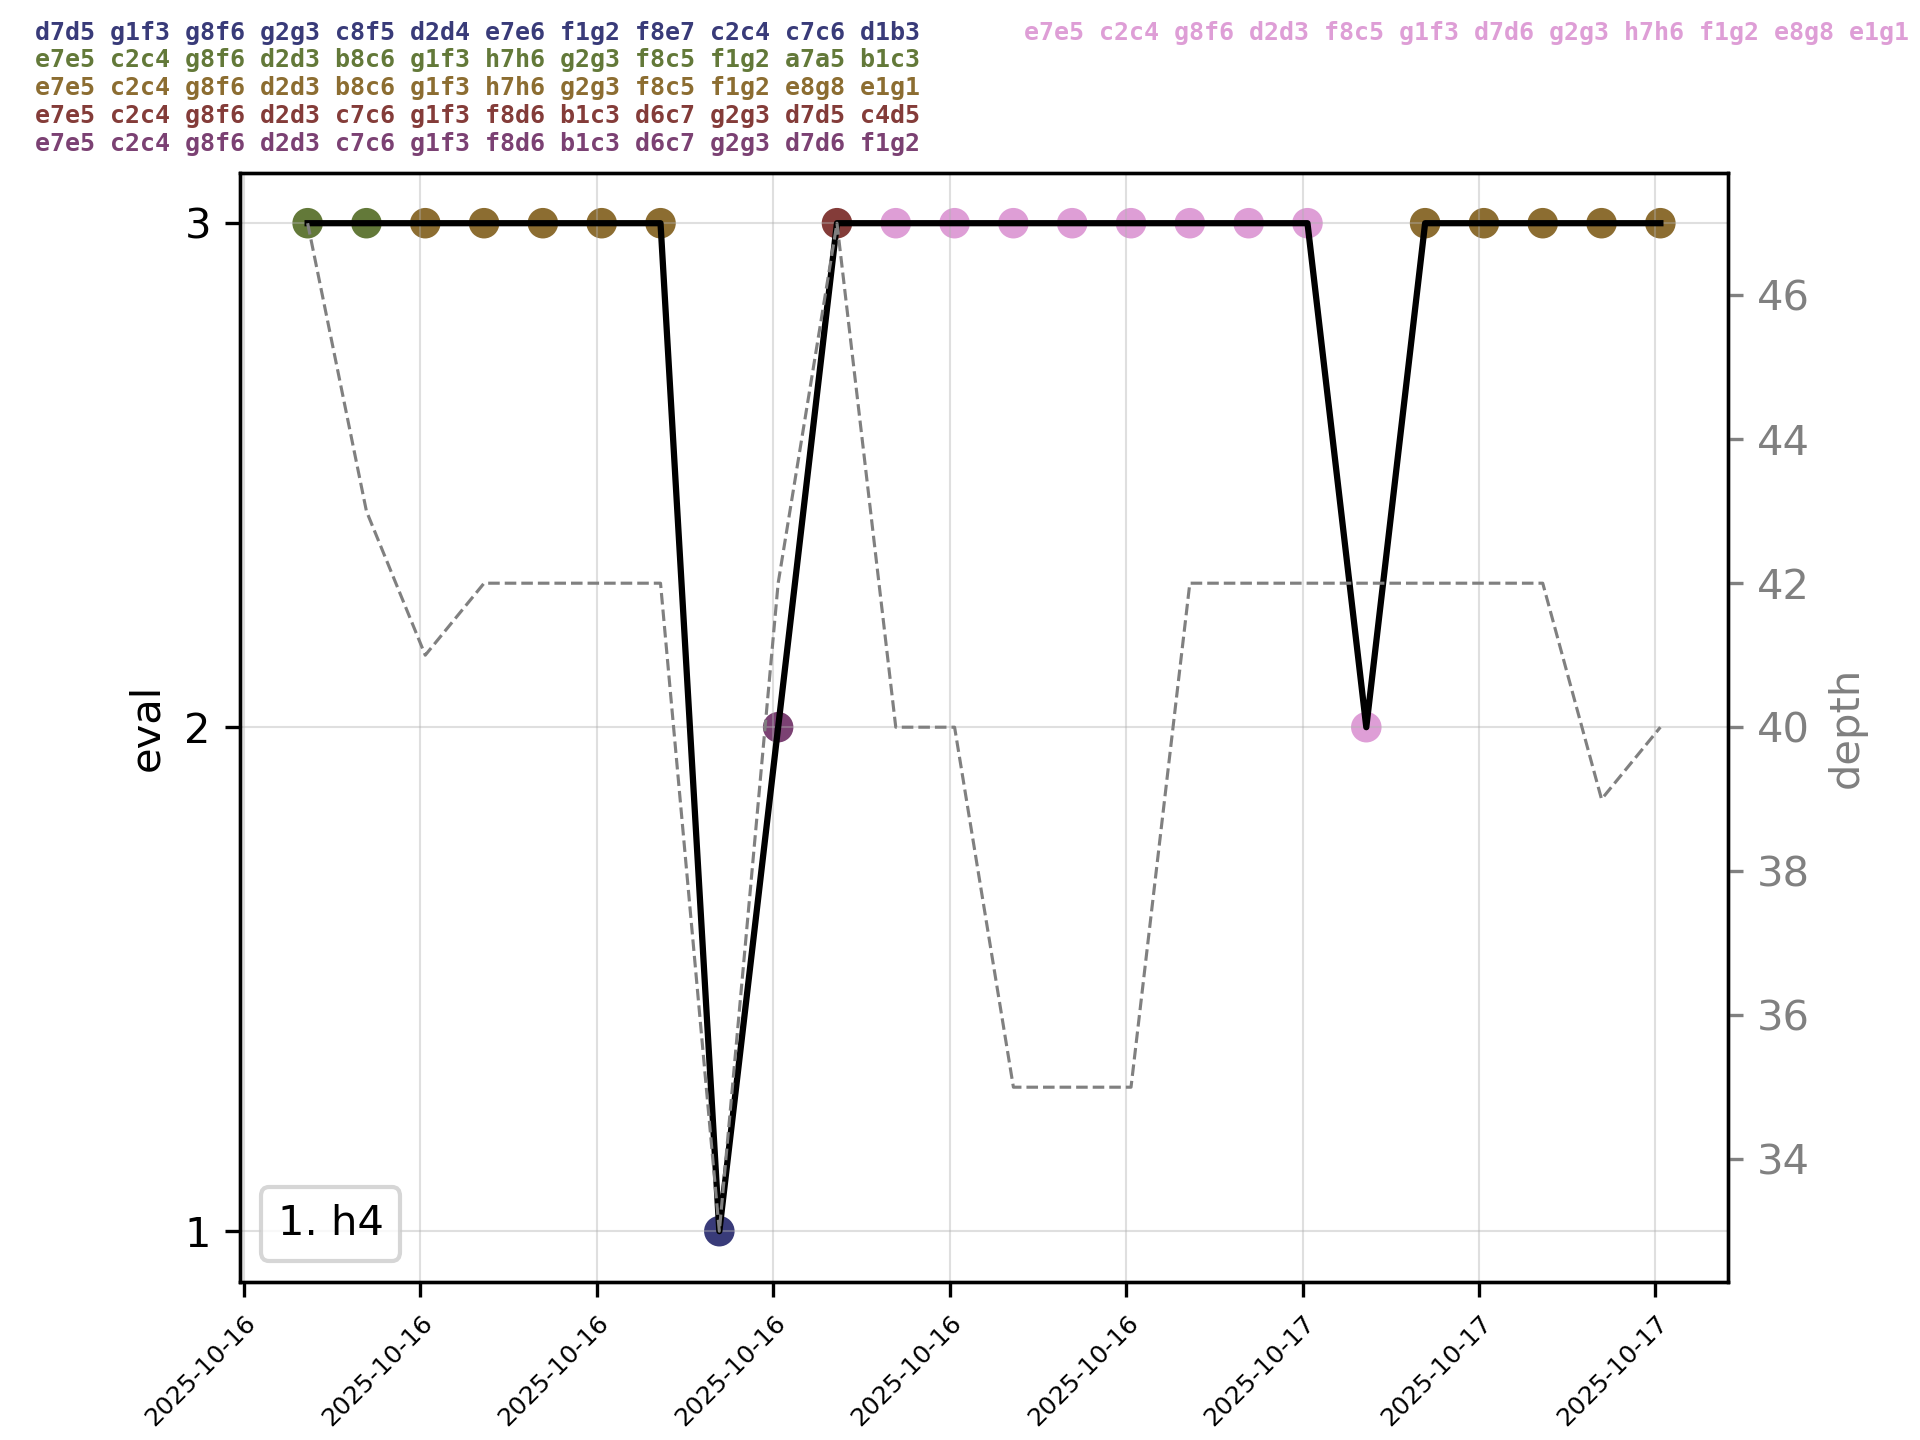 d7d5 g1f3 g8f6 g2g3 c8f5 d2d4 e7e6 f1g2 f8e7 c2c4 c7c6 d1b3
e7e5 c2c4 g8f6 d2d3 b8c6 g1f3 h7h6 g2g3 f8c5 f1g2 a7a5 b1c3
e7e5 c2c4 g8f6 d2d3 b8c6 g1f3 h7h6 g2g3 f8c5 f1g2 e8g8 e1g1
e7e5 c2c4 g8f6 d2d3 c7c6 g1f3 f8d6 b1c3 d6c7 g2g3 d7d5 c4d5
e7e5 c2c4 g8f6 d2d3 c7c6 g1f3 f8d6 b1c3 d6c7 g2g3 d7d6 f1g2
e7e5 c2c4 g8f6 d2d3 f8c5 g1f3 d7d6 g2g3 h7h6 f1g2 e8g8 e1g1
3
2
1
eval
46
44
42
40
38
36
34
depth
1. h4
2025-10-16
2025-10-16
2025-10-16
2025-10-16
2025-10-16
2025-10-16
2025-10-17
2025-10-17
2025-10-17